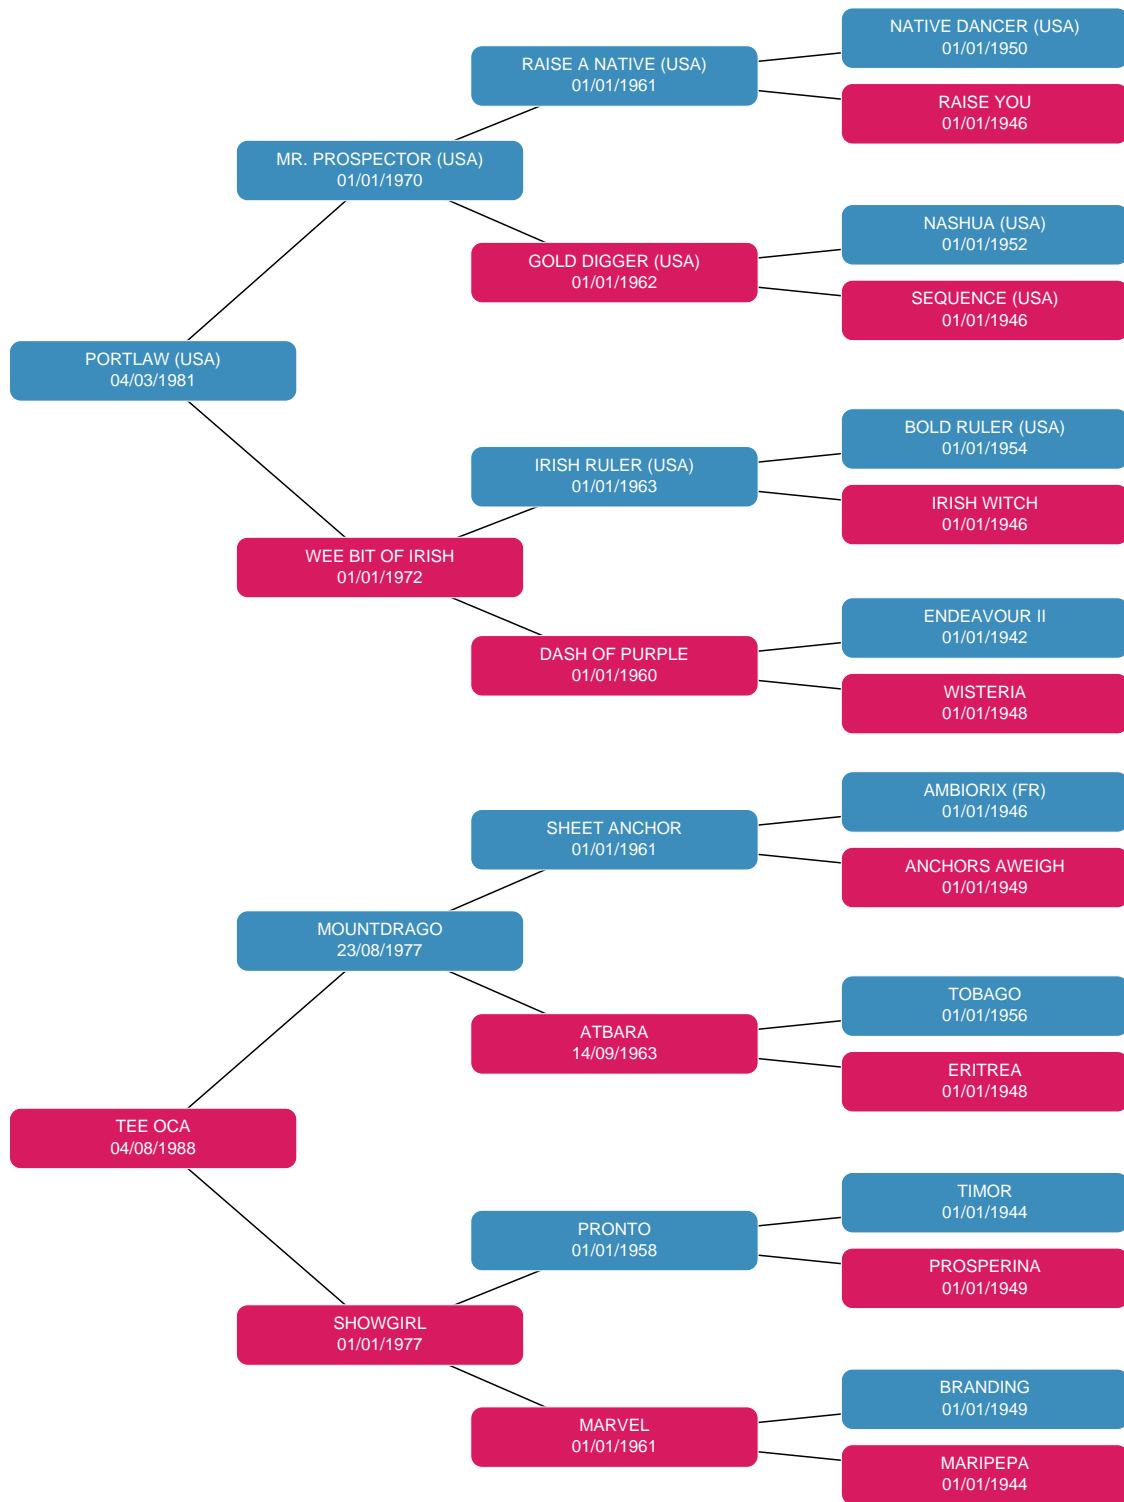 NATIVE DANCER (USA)
01/01/1950
RAISE A NATIVE (USA)
01/01/1961
RAISE YOU
01/01/1946
MR. PROSPECTOR (USA)
01/01/1970
NASHUA (USA)
01/01/1952
GOLD DIGGER (USA)
01/01/1962
SEQUENCE (USA)
01/01/1946
PORTLAW (USA)
04/03/1981
BOLD RULER (USA)
01/01/1954
IRISH RULER (USA)
01/01/1963
IRISH WITCH
01/01/1946
WEE BIT OF IRISH
01/01/1972
ENDEAVOUR II
01/01/1942
DASH OF PURPLE
01/01/1960
WISTERIA
01/01/1948
AMBIORIX (FR)
01/01/1946
SHEET ANCHOR
01/01/1961
ANCHORS AWEIGH
01/01/1949
MOUNTDRAGO
23/08/1977
TOBAGO
01/01/1956
ATBARA
14/09/1963
ERITREA
01/01/1948
TEE OCA
04/08/1988
TIMOR
01/01/1944
PRONTO
01/01/1958
PROSPERINA
01/01/1949
SHOWGIRL
01/01/1977
BRANDING
01/01/1949
MARVEL
01/01/1961
MARIPEPA
01/01/1944